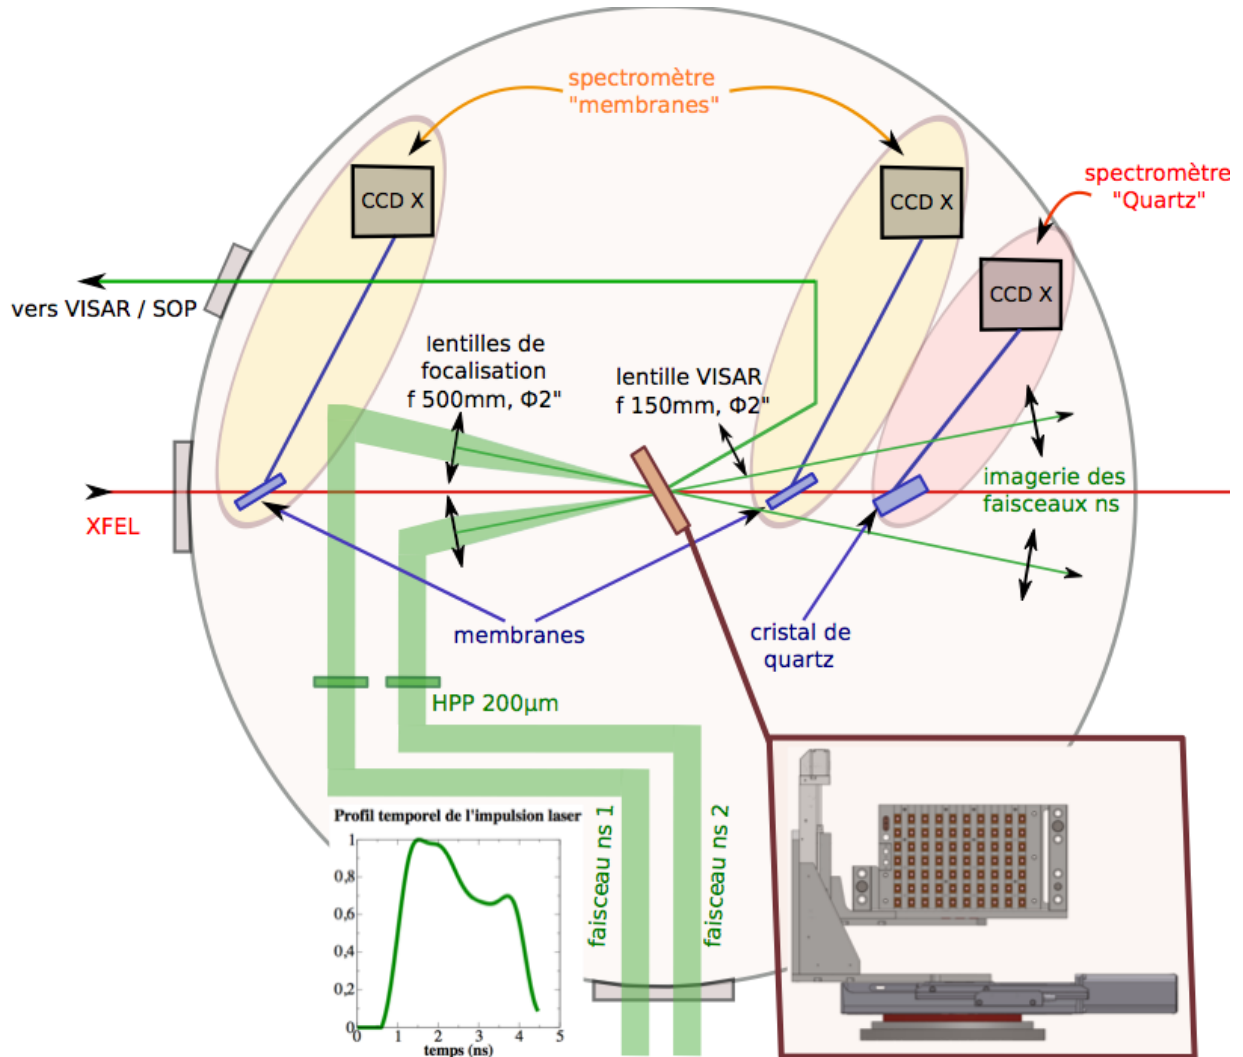 spectromètre
"membranes"
spectromètre
"Quartz"
CCD X
CCD X
CCD X
vers VISAR / SOP
lentilles de
focalisation
f 500mm, Φ2"
lentille VISAR
f 150mm, Φ2"
imagerie des
faisceaux ns
XFEL
membranes
cristal de
quartz
HPP 200µm
faisceau ns 1
faisceau ns 2
Profil temporel de l'impulsion laser
1
0,8
0,6
0,4
0,2
0
0
1
2
3
4
5
temps (ns)